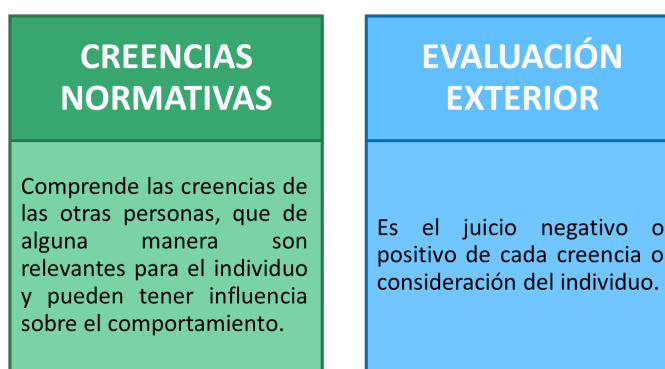 CREENCIAS
NORMATIVAS
Comprende las creencias de
las otras personas, que de
alguna manera son
relevantes para el individuo
y pueden tener influencia
sobre el comportamiento.
EVALUACIÓN
EXTERIOR
Es el juicio negativo o
positivo de cada creencia o
consideración del individuo.